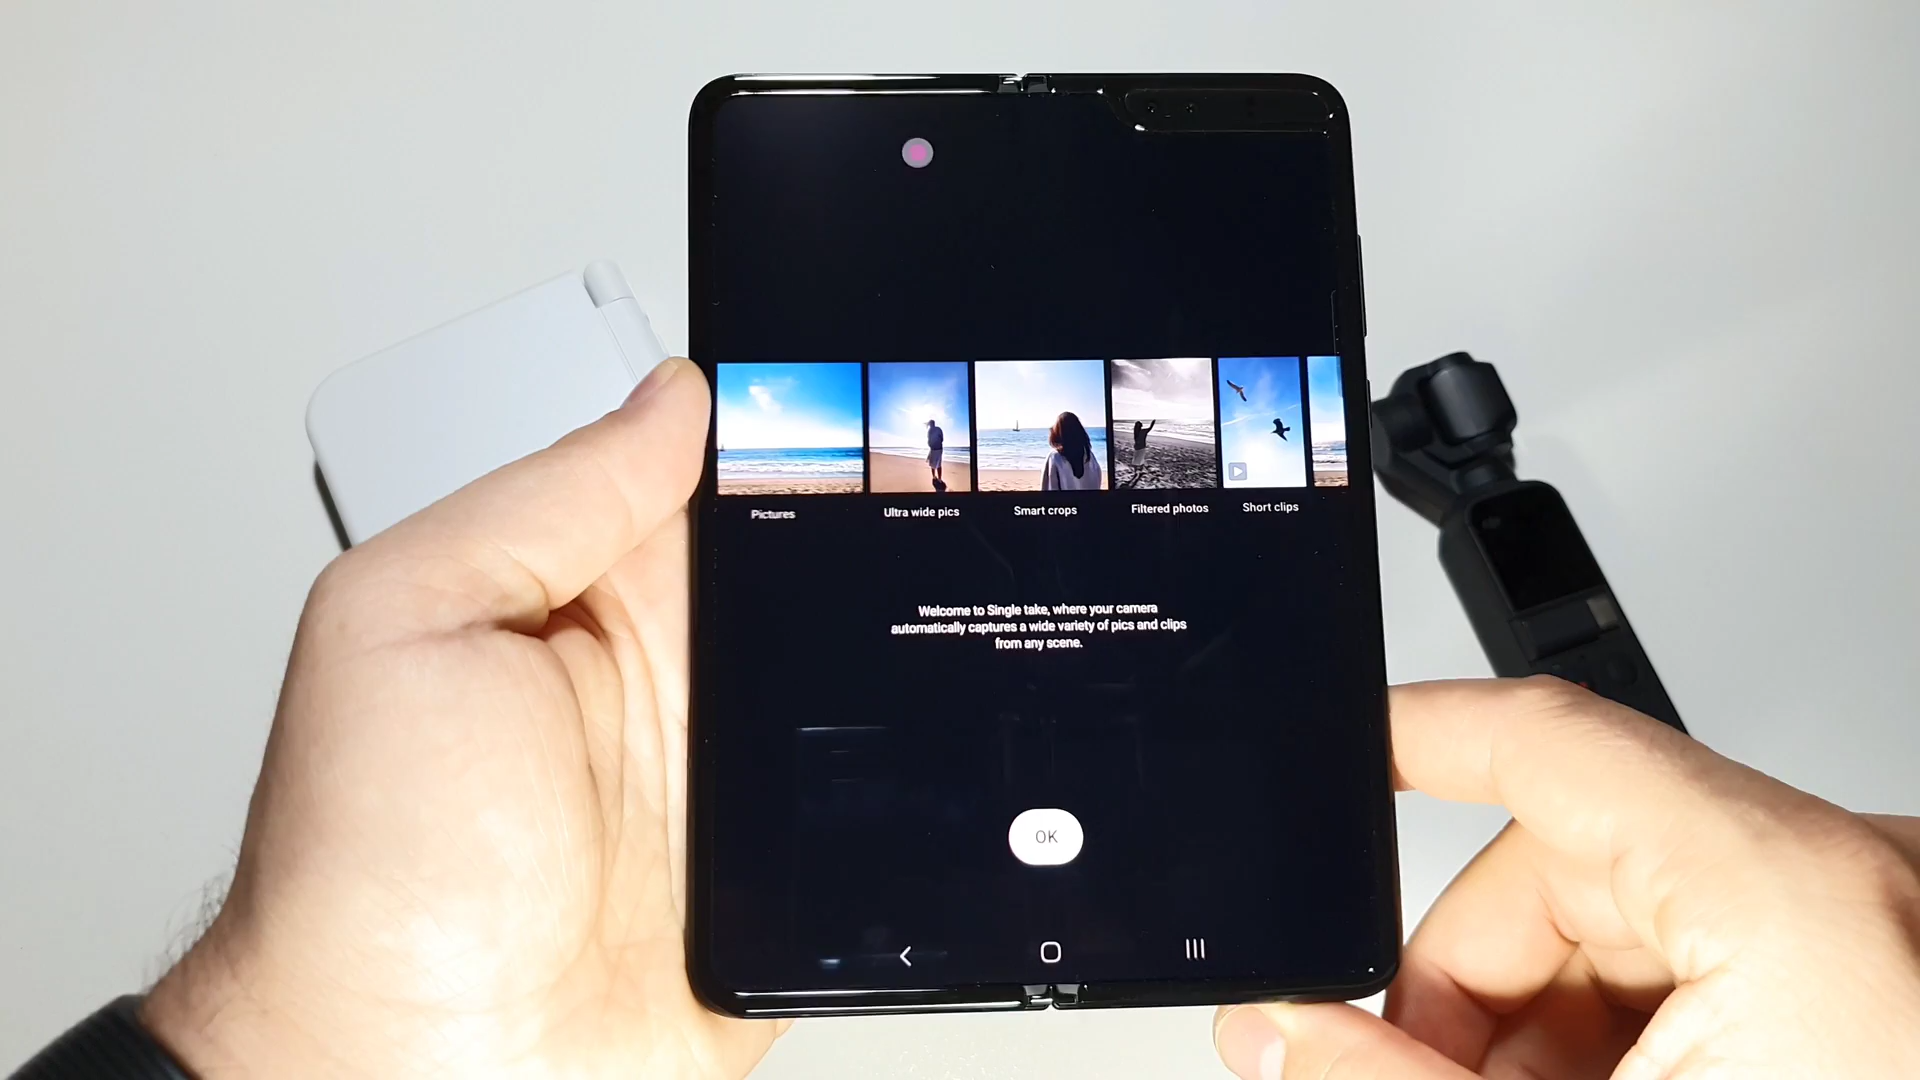 Pictures
Ultra wide pics
Smart crops
Filtered photos
Short clips
Welcome to Single take, where your camera
automatically captures a wide variety of pics and clips
from any scene.
OK